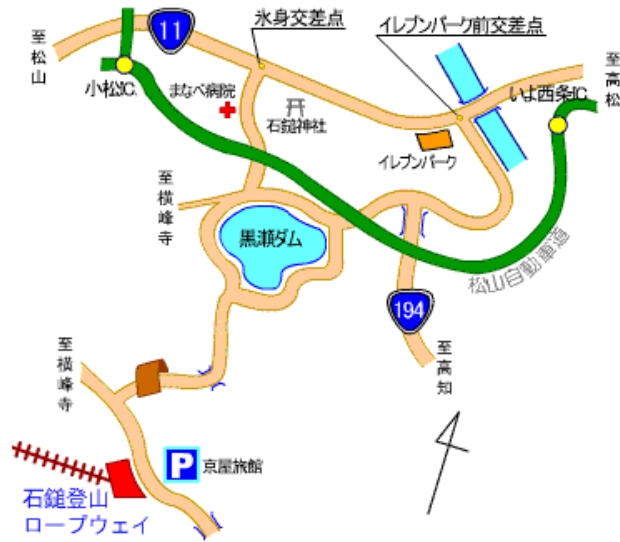 氷身交差点
イレブンパーク前交差点
11
至松山
至高松
小松IC.
まなべ病院
石鎚神社
いよ西条IC
イレブンパーク
至横峰寺
黒瀬ダム
松山自動車道
194
至横峰寺
至高知
P
京屋旅館
石鎚登山
ロープウェイ